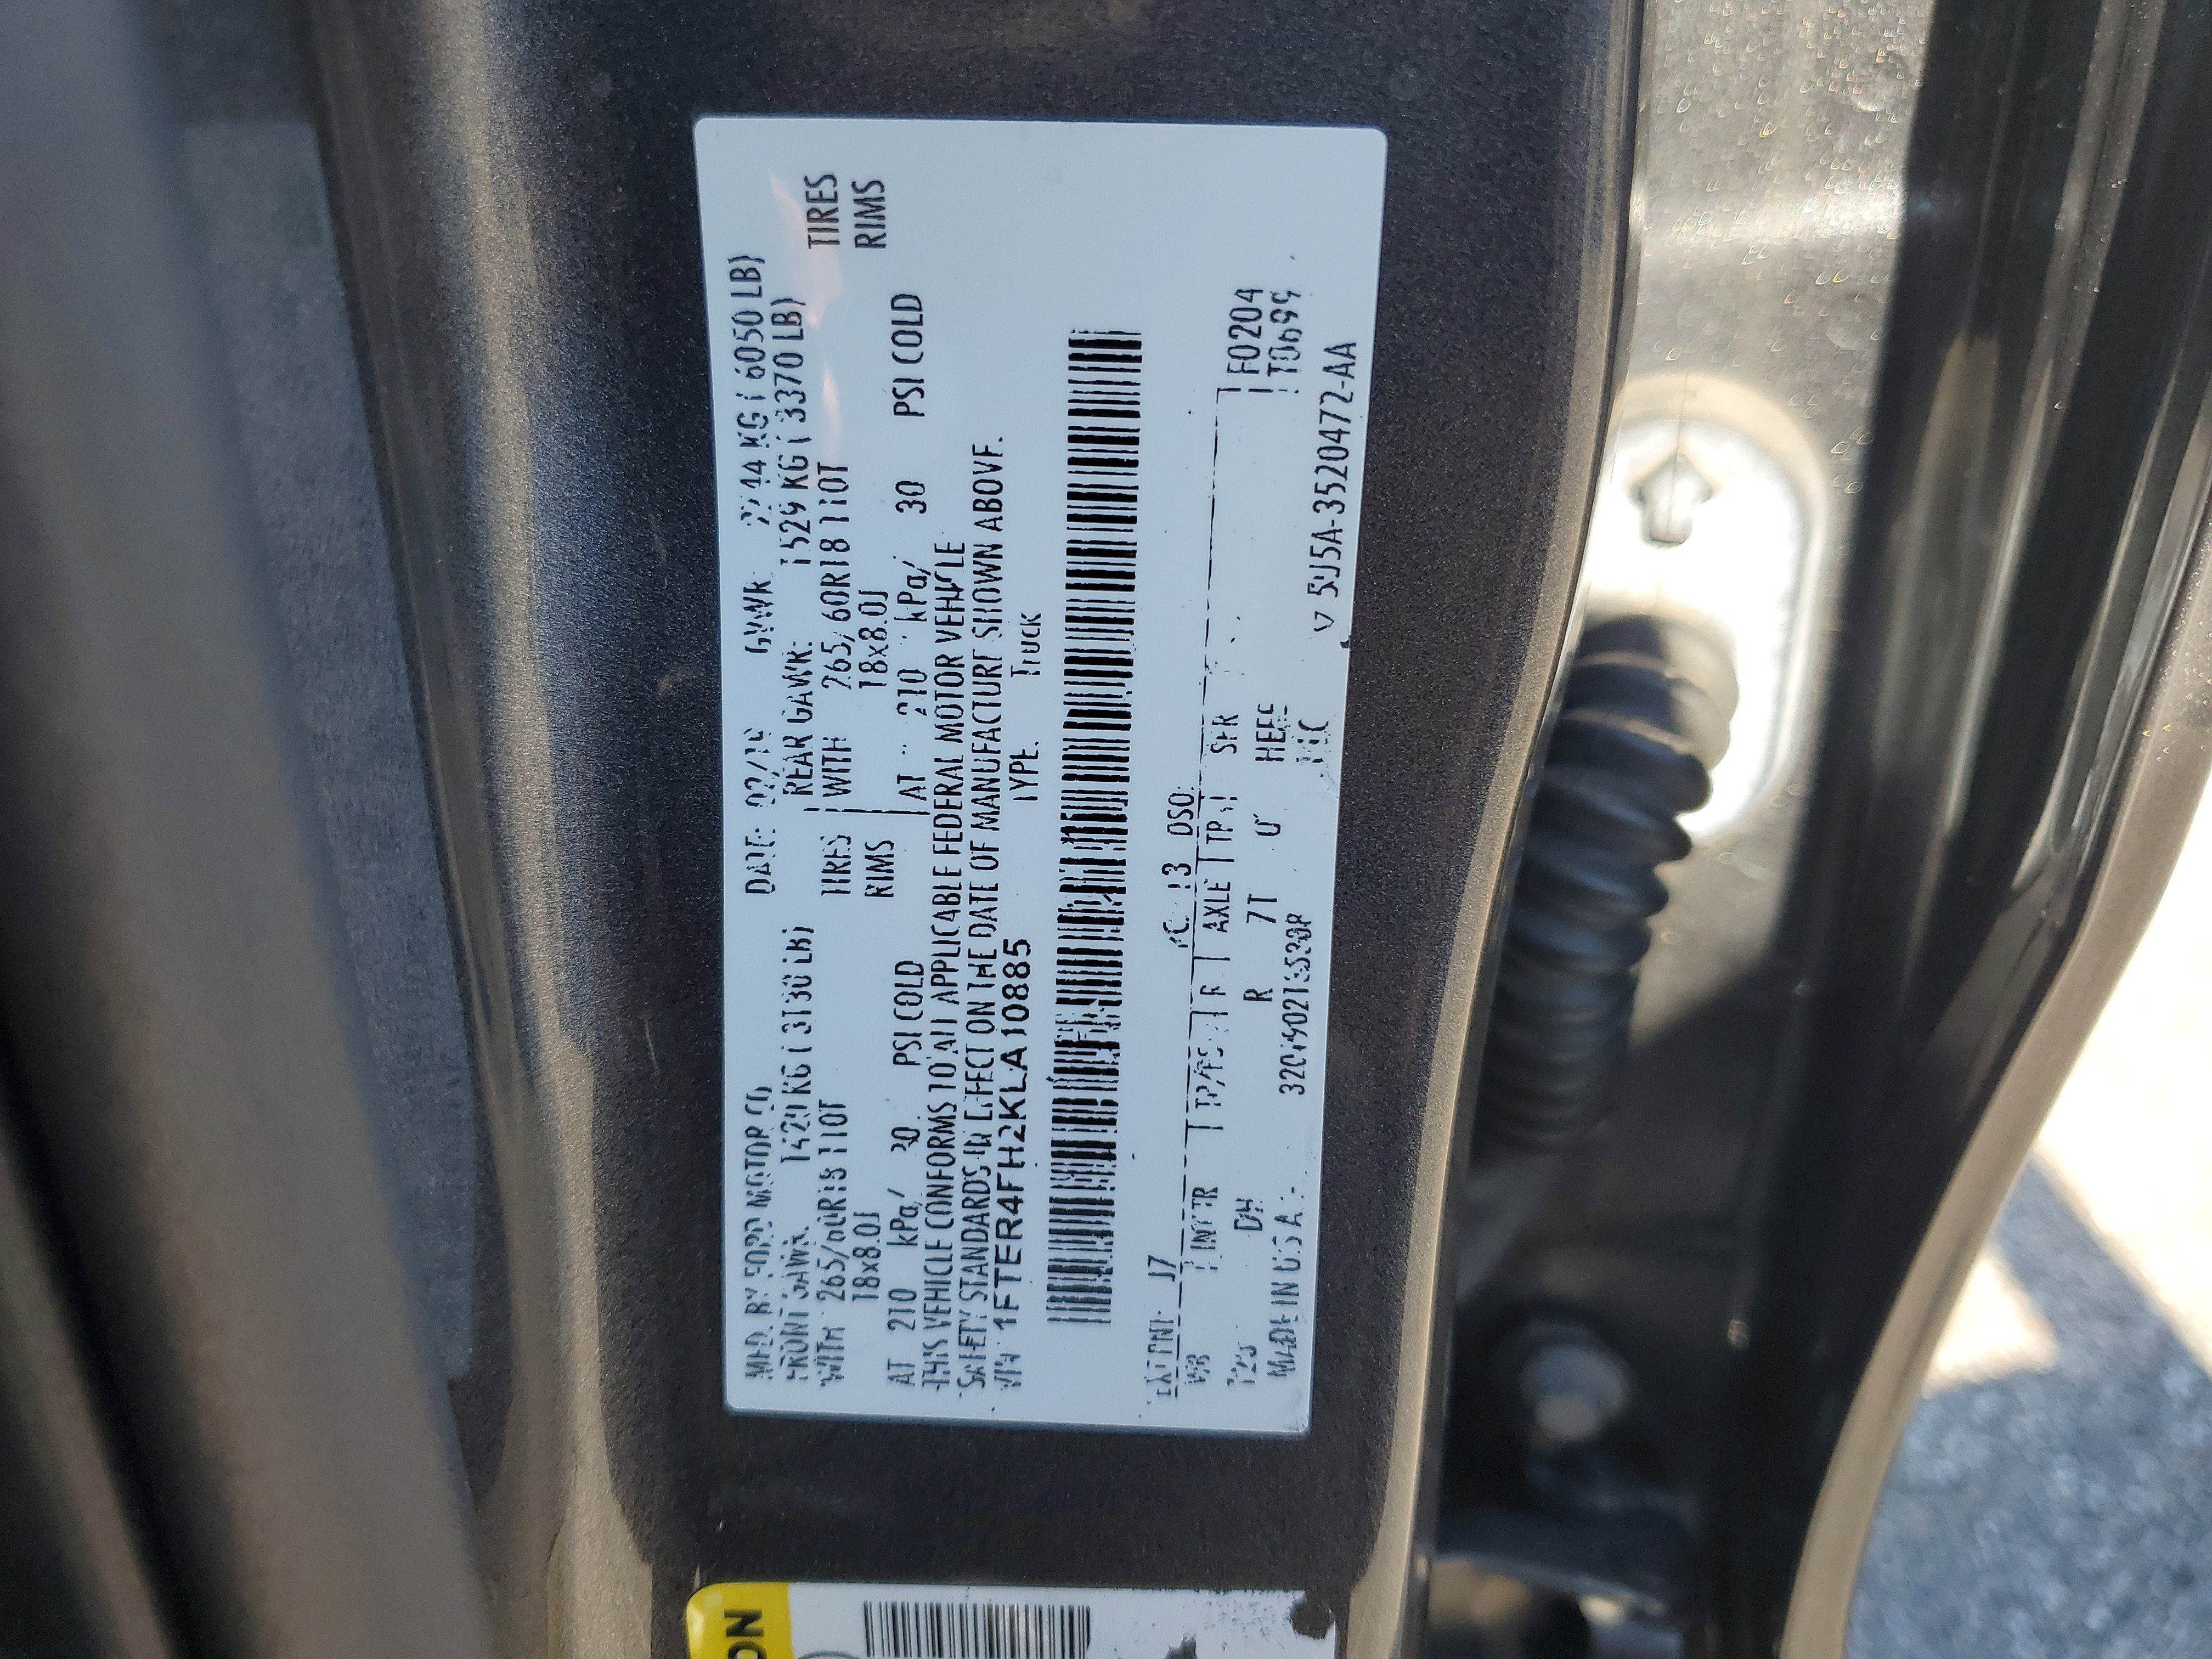 MFD. BY FORD MOTOR CO. DATE: 02/19 GVWR: 2744 KG ( 6050 LB)
FRONT GAWR: 1420 KG ( 3130 LB) REAR GAWR: 1529 KG ( 3370 LB)
WITH 265/60R18 110T TIRES WITH 265/60R18 110T TIRES
18x8.0J RIMS 18x8.0J RIMS
AT 210 kPa/ 30 PSI COLD AT 210 kPa/ 30 PSI COLD
THIS VEHICLE CONFORMS TO ALL APPLICABLE FEDERAL MOTOR VEHICLE
SAFETY STANDARDS IN EFFECT ON THE DATE OF MANUFACTURE SHOWN ABOVE.
VIN: 1FTER4FH2KLA10885 TYPE: Truck
EXT PNT: J7 RC: 13 DSO:
WB INT TR TP/PS R AXLE TR SPR
DH R 7T U F0204
T0699
MADE IN U.S.A.
▽ 5U5A-3520472-AA
ON